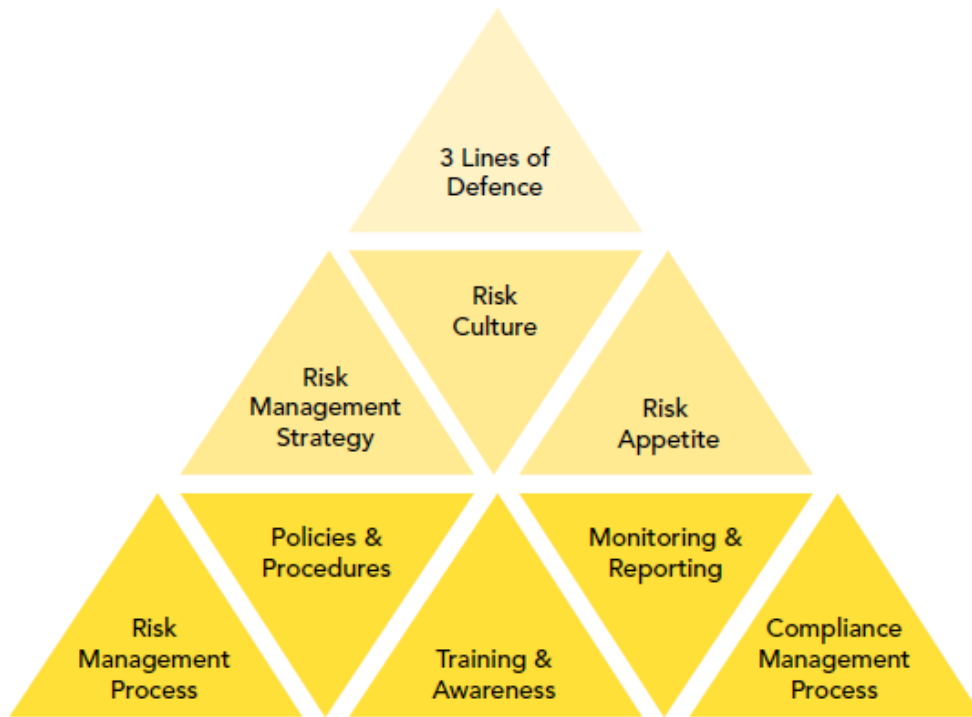 3 Lines of
Defence
Risk
Culture
Risk
Management
Strategy
Risk
Appetite
Policies &
Procedures
Monitoring &
Reporting
Risk
Management
Process
Training &
Awareness
Compliance
Management
Process